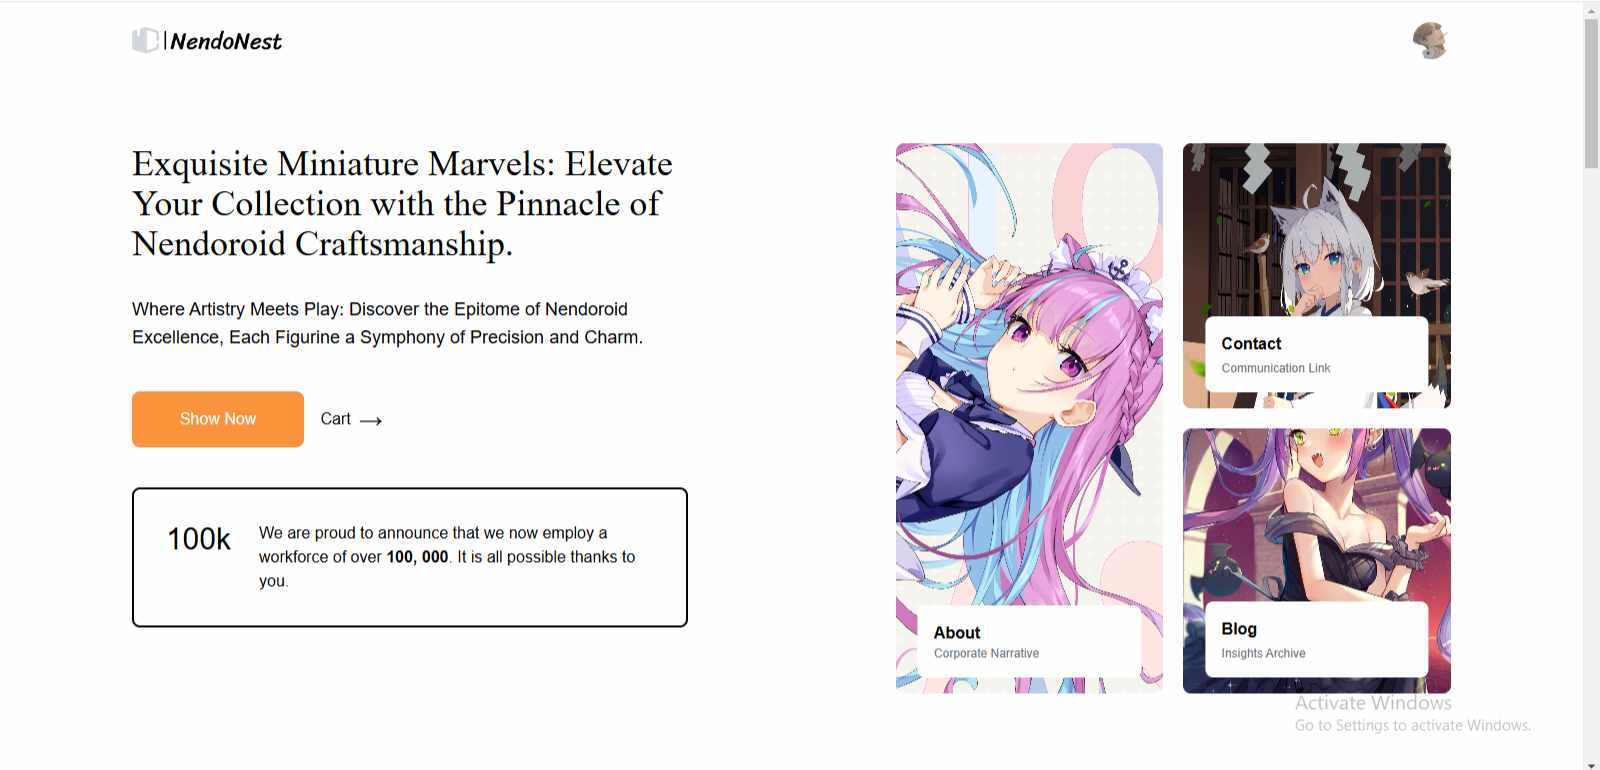 NendoNest
Exquisite Miniature Marvels: Elevate
Your Collection with the Pinnacle of
Nendoroid Craftsmanship.
Where Artistry Meets Play: Discover the Epitome of Nendoroid
Excellence, Each Figurine a Symphony of Precision and Charm.
Show Now
Cart
100k
We are proud to announce that we now employ a
workforce of over 100, 000. It is all possible thanks to
you.
About
Corporate Narrative
Contact
Communication Link
Blog
Insights Archive
Activate Windows
Go to Settings to activate Windows.